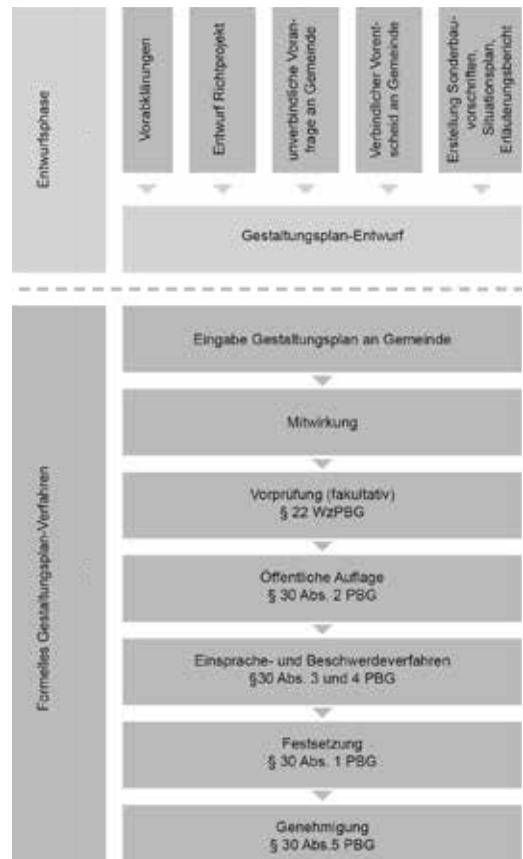 Entwurfsphase
Vorabklärungen
Entwurf Richtprojekt
unverbindliche Voran-
frage an Gemeinde
Verbindlicher Vorent-
scheid an Gemeinde
Erstellung Sonderbau-
vorschriften,
Situationsplan,
Erläuterungsbericht
Gestaltungsplan-Entwurf
Formelles Gestaltungsplan-Verfahren
Eingabe Gestaltungsplan an Gemeinde
Mitwirkung
Vorprüfung (fakultativ)
§ 22 WzPBG
Öffentliche Auflage
§ 30 Abs. 2 PBG
Einsprache- und Beschwerdeverfahren
§30 Abs. 3 und 4 PBG
Festsetzung
§ 30 Abs. 1 PBG
Genehmigung
§ 30 Abs.5 PBG